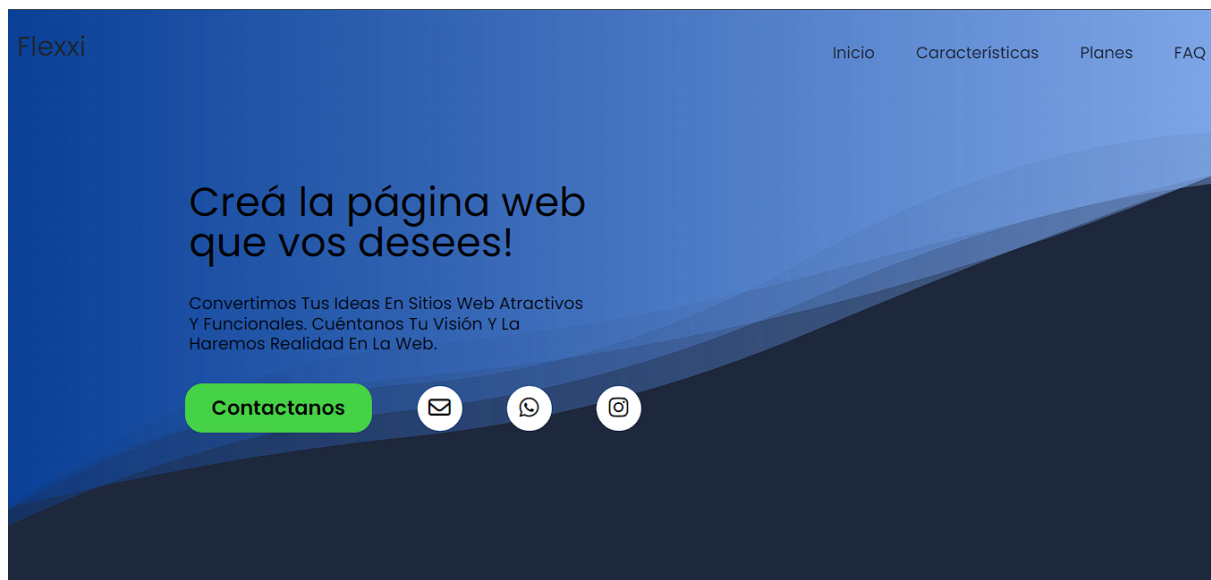 Flexxi
Inicio Características Planes FAQ
Creá la página web
que vos desees!
Convertimos Tus Ideas En Sitios Web Atractivos
Y Funcionales. Cuéntanos Tu Visión Y La
Haremos Realidad En La Web.
Contactanos